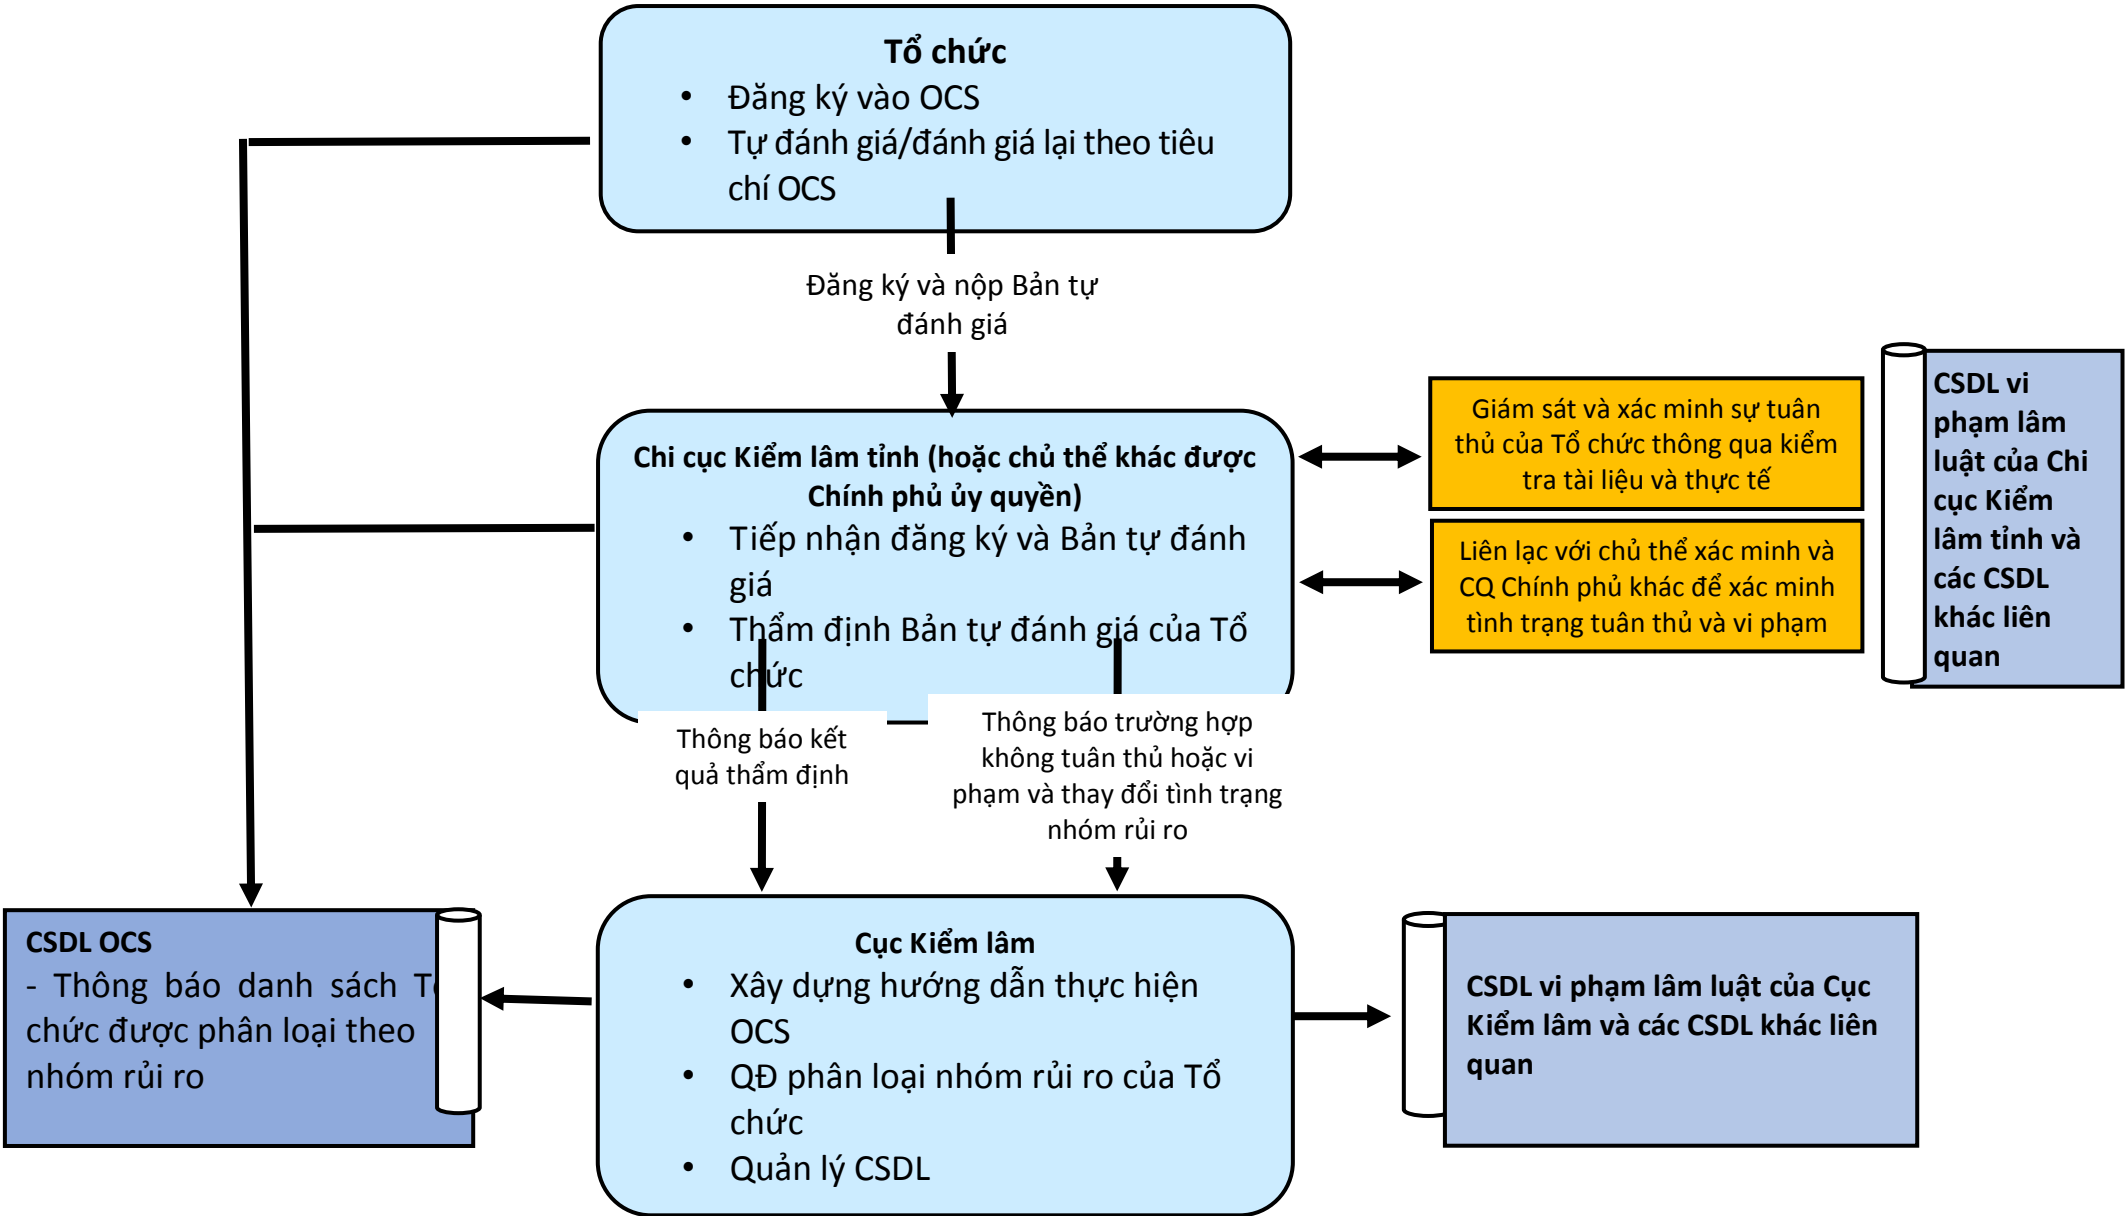 Tổ chức
• Đăng ký vào OCS
• Tự đánh giá/đánh giá lại theo tiêu
chí OCS
Đăng ký và nộp Bản tự
đánh giá
Chi cục Kiểm lâm tỉnh (hoặc chủ thể khác được
Chính phủ ủy quyền)
• Tiếp nhận đăng ký và Bản tự đánh
giá
• Thẩm định Bản tự đánh giá của Tổ
chức
Giám sát và xác minh sự tuân
thủ của Tổ chức thông qua kiểm
tra tài liệu và thực tế
Liên lạc với chủ thể xác minh và
CQ Chính phủ khác để xác minh
tình trạng tuân thủ và vi phạm
CSDL vi
phạm lâm
luật của Chi
cục Kiểm
lâm tỉnh và
các CSDL
khác liên
quan
Thông báo kết
quả thẩm định
Thông báo trường hợp
không tuân thủ hoặc vi
phạm và thay đổi tình trạng
nhóm rủi ro
CSDL OCS
- Thông báo danh sách Tổ
chức được phân loại theo
nhóm rủi ro
Cục Kiểm lâm
• Xây dựng hướng dẫn thực hiện
OCS
• QĐ phân loại nhóm rủi ro của Tổ
chức
• Quản lý CSDL
CSDL vi phạm lâm luật của Cục
Kiểm lâm và các CSDL khác liên
quan